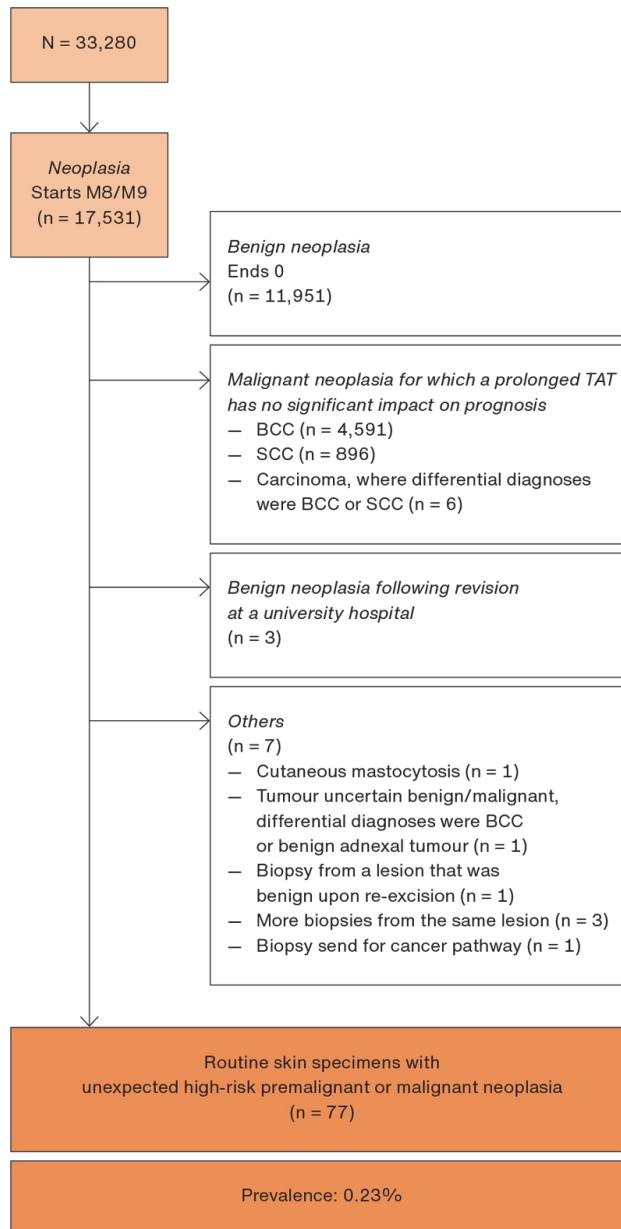 N = 33,280
Neoplasia
Starts M8/M9
(n = 17,531)
Benign neoplasia
Ends 0
(n = 11,951)
Malignant neoplasia for which a prolonged TAT
has no significant impact on prognosis
— BCC (n = 4,591)
— SCC (n = 896)
— Carcinoma, where differential diagnoses
were BCC or SCC (n = 6)
Benign neoplasia following revision
at a university hospital
(n = 3)
Others
(n = 7)
— Cutaneous mastocytosis (n = 1)
— Tumour uncertain benign/malignant,
differential diagnoses were BCC
or benign adnexal tumour (n = 1)
— Biopsy from a lesion that was
benign upon re-excision (n = 1)
— More biopsies from the same lesion (n = 3)
— Biopsy send for cancer pathway (n = 1)
Routine skin specimens with
unexpected high-risk premalignant or malignant neoplasia
(n = 77)
Prevalence: 0.23%